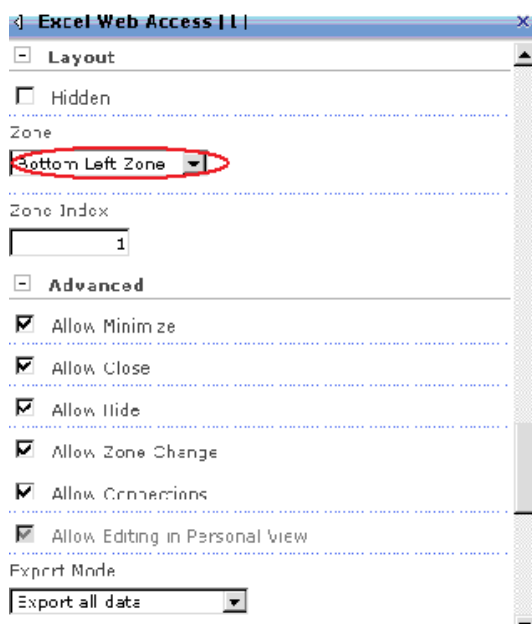 Excel Web Access [1]
Layout
Hidden
Zone
Bottom Left Zone
Zone Index
1
Advanced
Allow Minimize
Allow Close
Allow Hide
Allow Zone Change
Allow Connections
Allow Editing in Personal View
Export Mode
Export all data